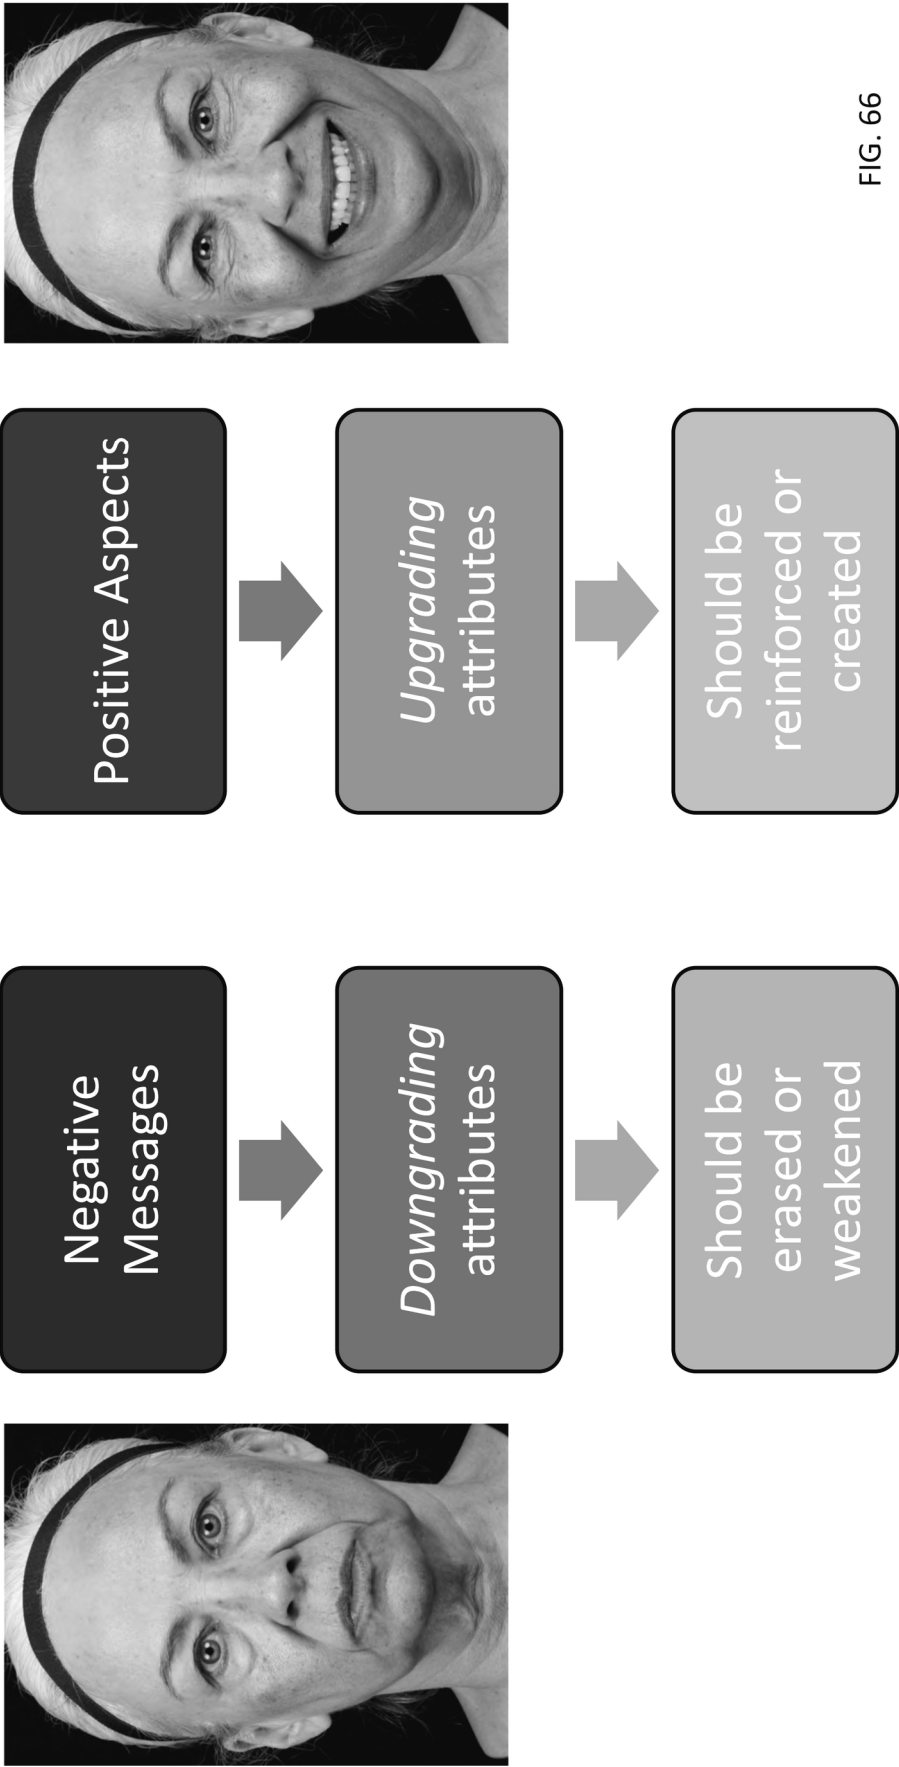 Negative
Messages
Downgrading
attributes
Should be
erased or
weakened
Positive Aspects
Upgrading
attributes
Should be
reinforced or
created
FIG. 66